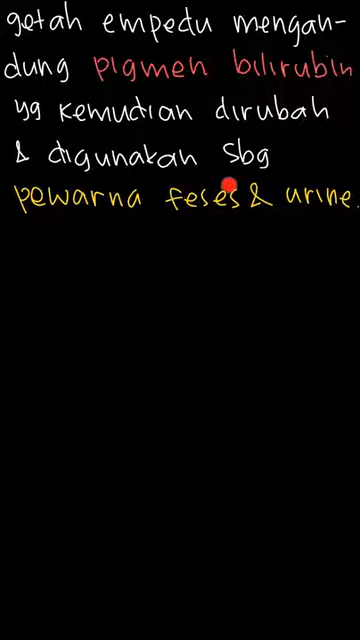 getah empedu mengan-
dung pigmen bilirubin
yg kemudian dirubah
& digunakan sbg
pewarna feses & urine.